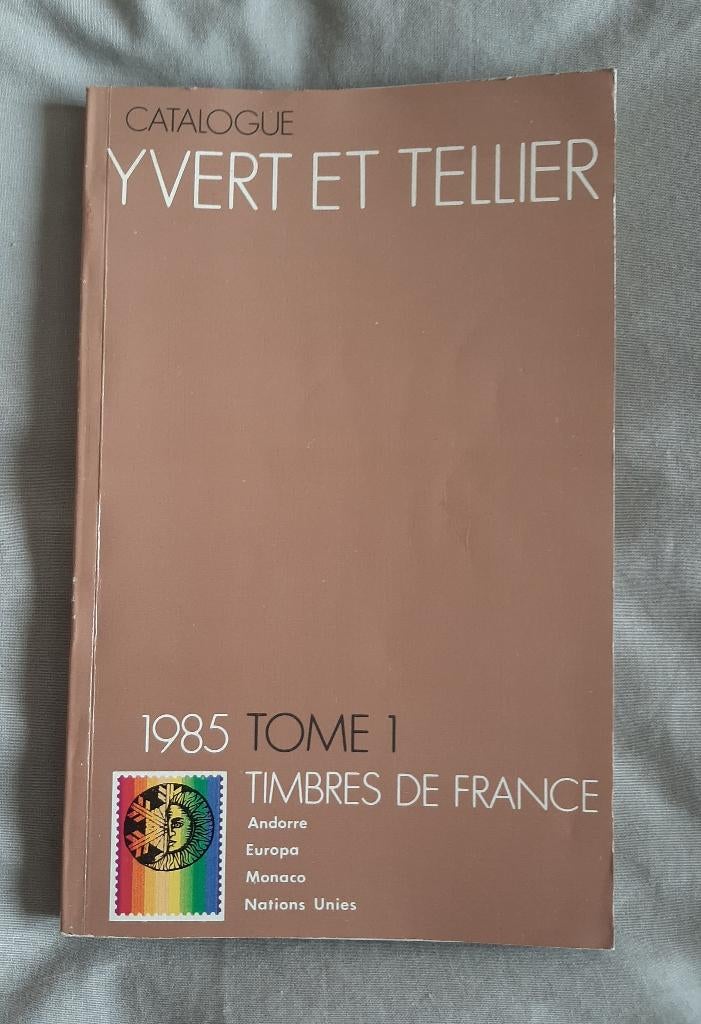 CATALOGUE
YVERT ET TELLIER
1985 TOME 1
TIMBRES DE FRANCE
Andorre
Europa
Monaco
Nations Unies